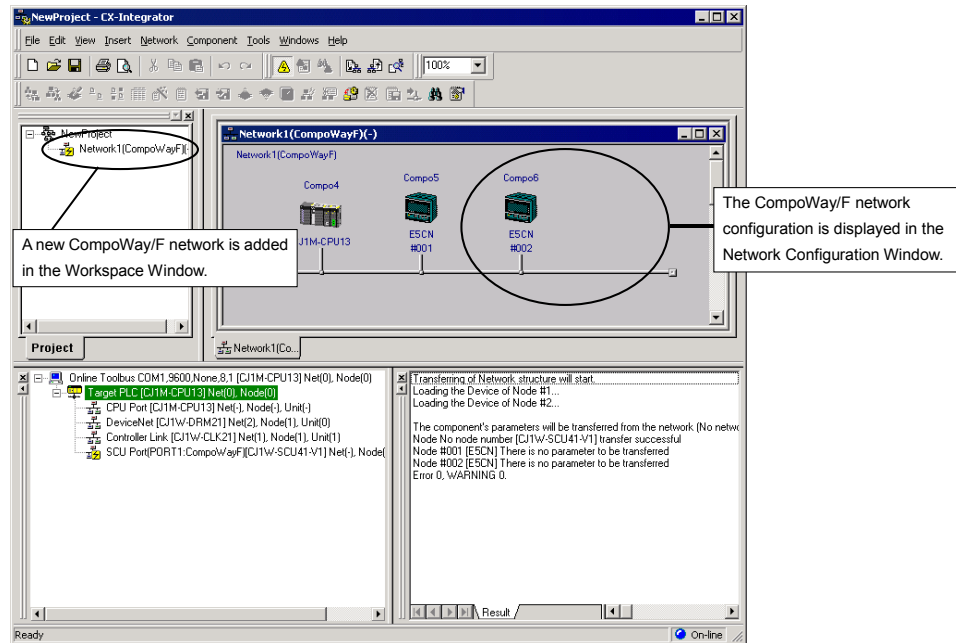 NewProject - CX-Integrator
File Edit View Insert Network Component Tools Windows Help
100%
NewProject
Network1(CompoWayF)(-
Network1(CompoWayF)(-)
Network1(CompoWayF)
Compo4
Compo5
Compo6
J1M-CPU13
E5CN
#001
E5CN
#002
A new CompoWay/F network is added
in the Workspace Window.
The CompoWay/F network
configuration is displayed in the
Network Configuration Window.
Project
Network1(Co...
Online Toolbus COM1,9600,None,8,1 [CJ1M-CPU13] Net(0), Node(0)
Target PLC [CJ1M-CPU13] Net(0), Node(0)
CPU Port [CJ1M-CPU13] Net(-), Node(-), Unit(-)
DeviceNet [CJ1W-DRM21] Net(2), Node(1), Unit(0)
Controller Link [CJ1W-CLK21] Net(1), Node(1), Unit(1)
SCU Port(PORT1:CompoWayF)[CJ1W-SCU41-V1] Net(-), Node(
Transferring of Network structure will start.
Loading the Device of Node #1...
Loading the Device of Node #2...
The component's parameters will be transferred from the network (No netwo
Node No node number [CJ1W-SCU41-V1] transfer successful
Node #001 [E5CN] There is no parameter to be transferred
Node #002 [E5CN] There is no parameter to be transferred
Error 0, WARNING 0.
Result
Ready
On-line